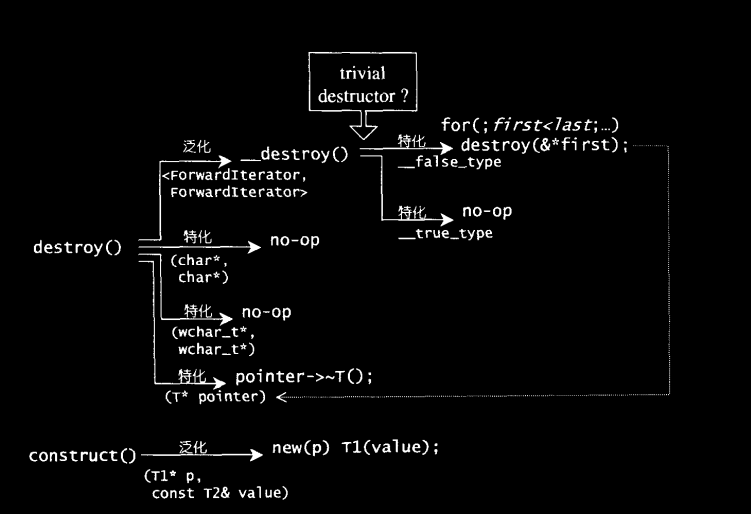 trivial
destructor ?
for(;first<last;…)
泛化
__destroy()
特化
destroy(&*first);
__false_type
<ForwardIterator,
ForwardIterator>
特化
no-op
__true_type
destroy()
特化
no-op
(char*,
char*)
特化
no-op
(wchar_t*,
wchar_t*)
特化
pointer->~T();
(T* pointer)
construct()
泛化
new(p) T1(value);
(T1* p,
const T2& value)